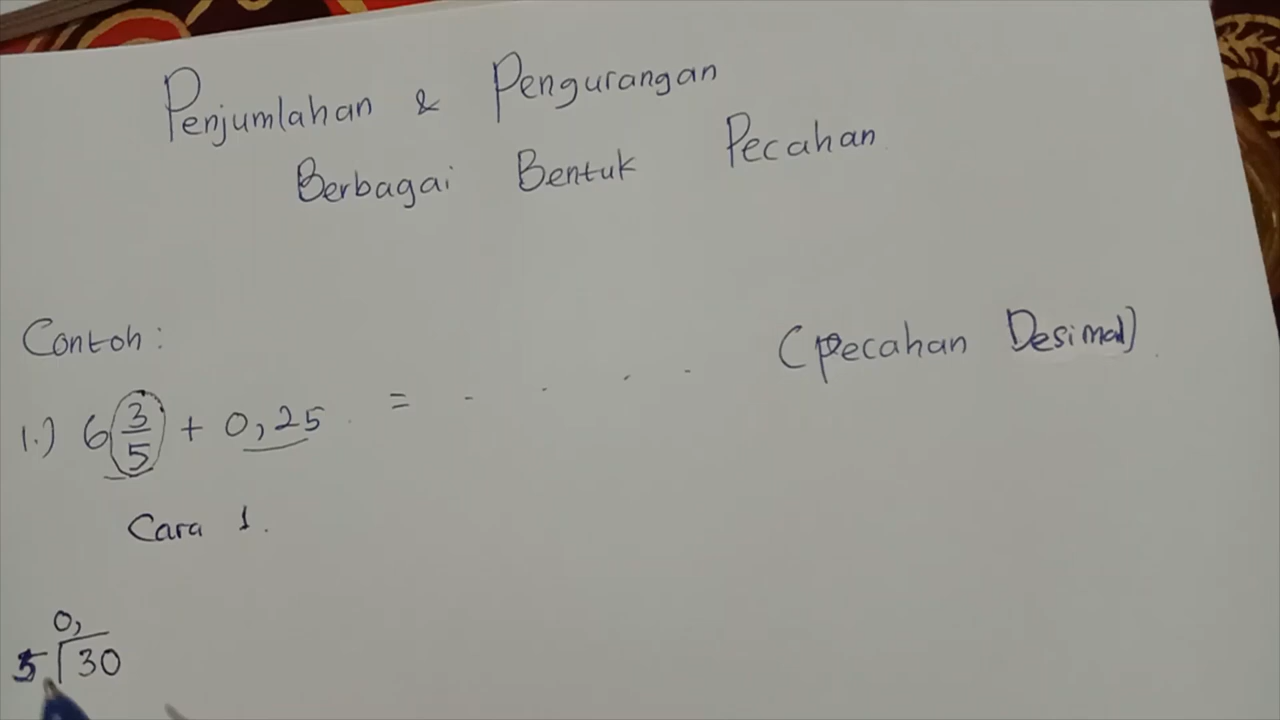 Penjumlahan & Pengurangan
Berbagai Bentuk Pecahan
Contoh:
1.) 6 3/5 + 0,25 = . . . . (Pecahan Desimal)
Cara 1.
0,
5 30